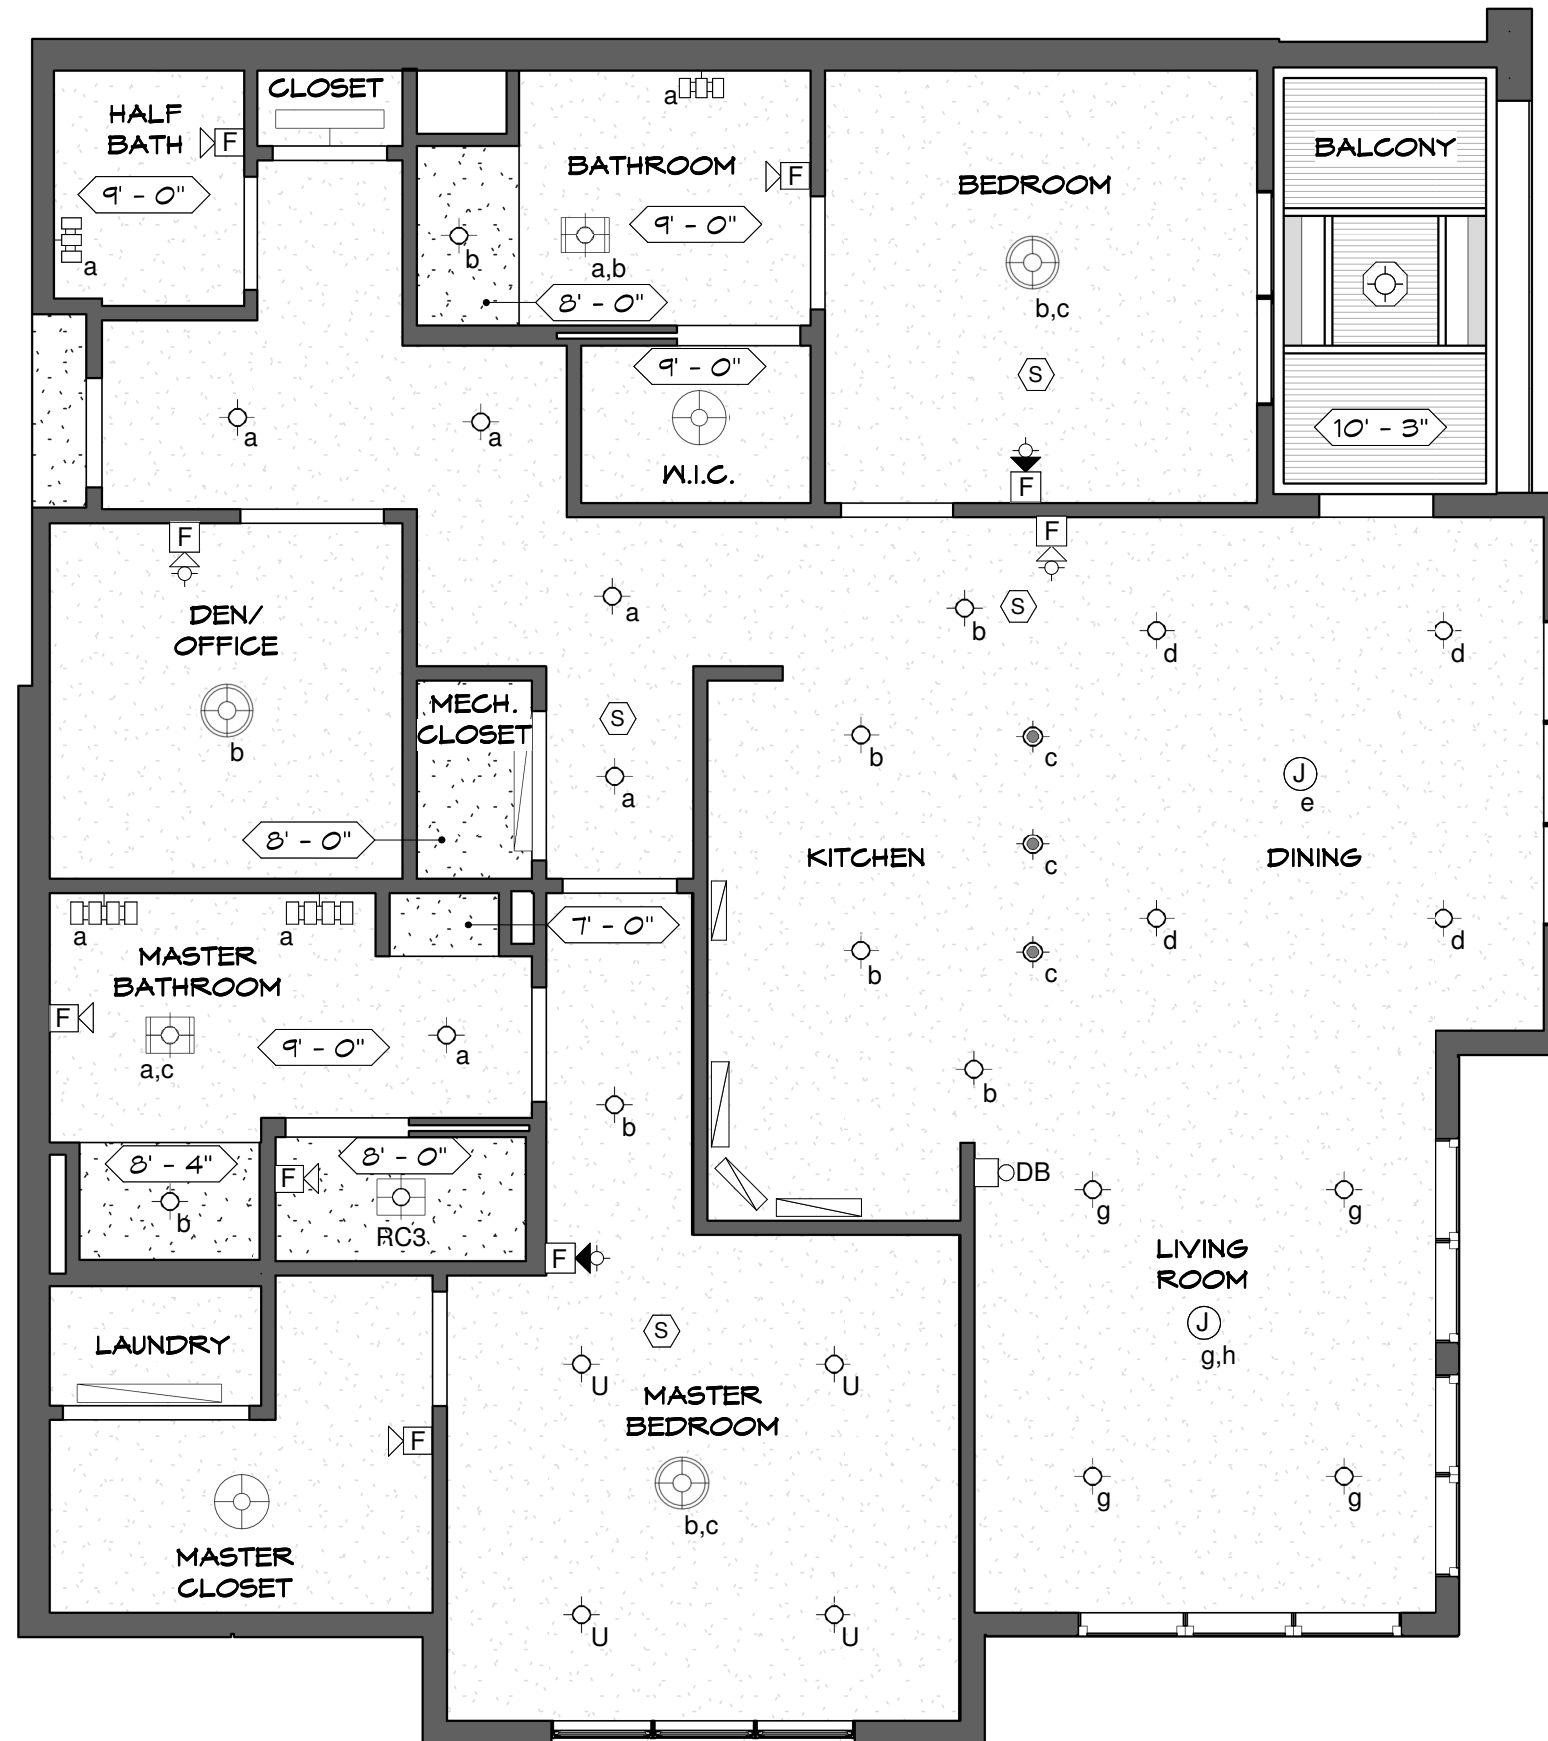 CLOSET
a
HALF
BATH
F
9' - 0"
a
BATHROOM
F
9' - 0"
b
a,b
8' - 0"
BEDROOM
b,c
S
F
BALCONY
10' - 3"
9' - 0"
W.I.C.
a
a
F
DEN/
OFFICE
b
F
a
S
b
d
d
MECH.
CLOSET
S
a
8' - 0"
b
c
J
e
KITCHEN
c
DINING
b
c
d
d
a
a
7' - 0"
MASTER
BATHROOM
F
9' - 0"
a
a,c
b
b
8' - 4"
b
F
8' - 0"
RC3
DB
g
g
F
LIVING
ROOM
J
g,h
LAUNDRY
S
U
U
MASTER
BEDROOM
F
b,c
g
g
MASTER
CLOSET
U
U